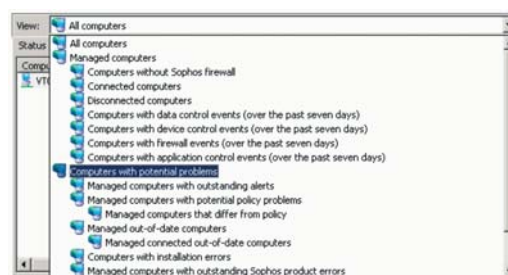 View: All computers
Status All computers
Managed computers
Computers without Sophos firewall
Connected computers
Disconnected computers
Computers with data control events (over the past seven days)
Computers with device control events (over the past seven days)
Computers with firewall events (over the past seven days)
Computers with application control events (over the past seven days)
Computers with potential problems
Managed computers with outstanding alerts
Managed computers with potential policy problems
Managed computers that differ from policy
Managed out-of-date computers
Managed connected out-of-date computers
Computers with installation errors
Managed computers with outstanding Sophos product errors